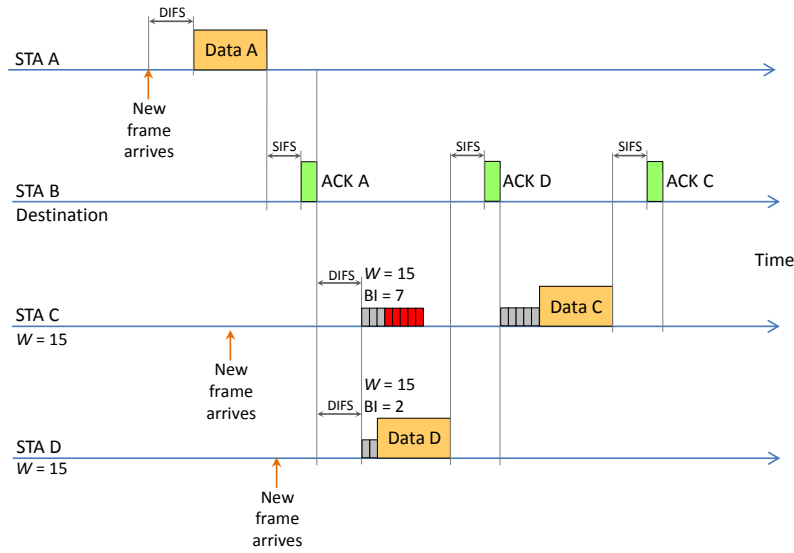 DIFS
STA A
Data A
New
frame
arrives
SIFS
SIFS
SIFS
STA B
Destination
ACK A
ACK D
ACK C
Time
DIFS
W = 15
BI = 7
STA C
W = 15
Data C
New
frame
arrives
DIFS
W = 15
BI = 2
STA D
W = 15
Data D
New
frame
arrives